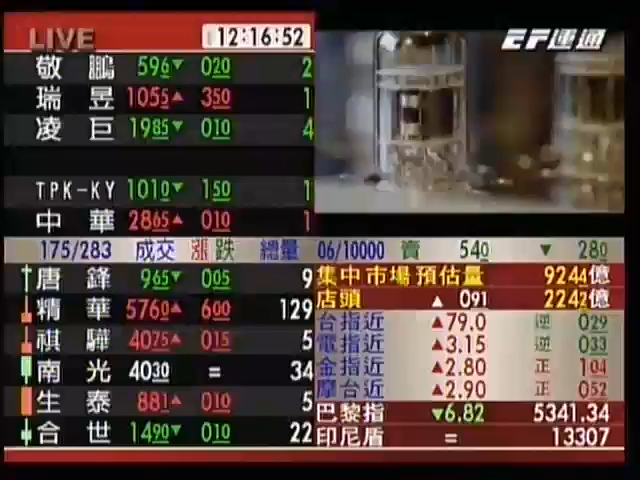 LIVE 12:16:52 EF運通
敬鵬 596▼ 020 2
瑞昱 1055▲ 350 1
凌巨 1985▼ 010 4
TPK-KY 1010▼ 150 1
中華 2865▲ 010 1
175/283 成交 漲跌 總量 06/10000 賣 540 ▼ 280
唐鋒 965▼ 005 9 集中市場預估量 9244億
精華 5760▲ 600 129 店頭 ▲ 091 2242億
祺驊 4075▲ 015 5 台指近 ▲79.0 逆 029
電指近 ▲3.15 逆 033
南光 4030 = 34 金指近 ▲2.80 正 104
生泰 881▲ 010 5 摩台近 ▲2.90 正 052
合世 1490▼ 010 22 巴黎指 ▼6.82 5341.34
印尼盾 = 13307